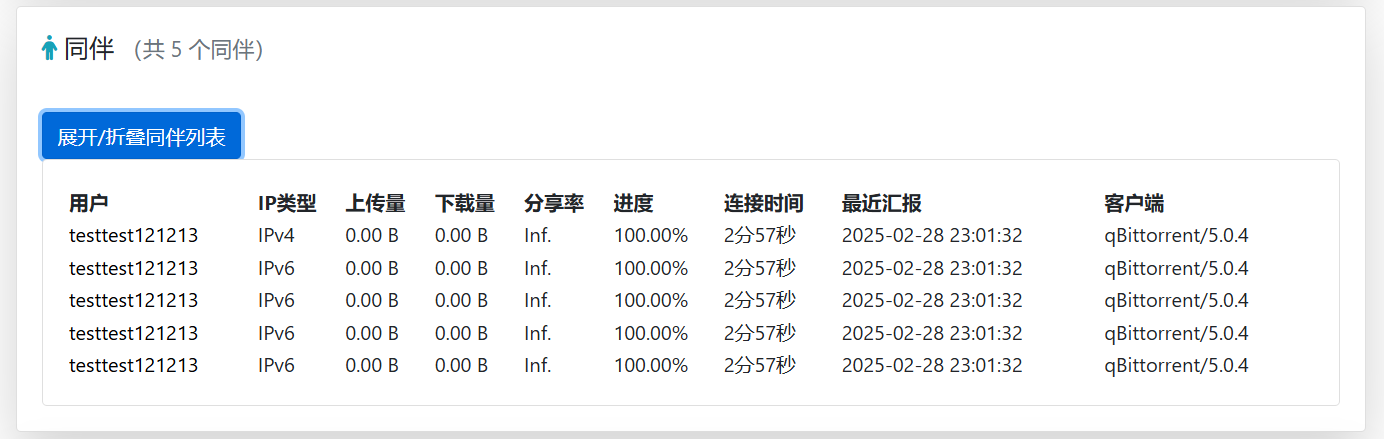 同伴 （共 5 个同伴）
展开/折叠同伴列表
用户 IP类型 上传量 下载量 分享率 进度 连接时间 最近汇报 客户端
testtest121213 IPv4 0.00 B 0.00 B Inf. 100.00% 2分57秒 2025-02-28 23:01:32 qBittorrent/5.0.4
testtest121213 IPv6 0.00 B 0.00 B Inf. 100.00% 2分57秒 2025-02-28 23:01:32 qBittorrent/5.0.4
testtest121213 IPv6 0.00 B 0.00 B Inf. 100.00% 2分57秒 2025-02-28 23:01:32 qBittorrent/5.0.4
testtest121213 IPv6 0.00 B 0.00 B Inf. 100.00% 2分57秒 2025-02-28 23:01:32 qBittorrent/5.0.4
testtest121213 IPv6 0.00 B 0.00 B Inf. 100.00% 2分57秒 2025-02-28 23:01:32 qBittorrent/5.0.4